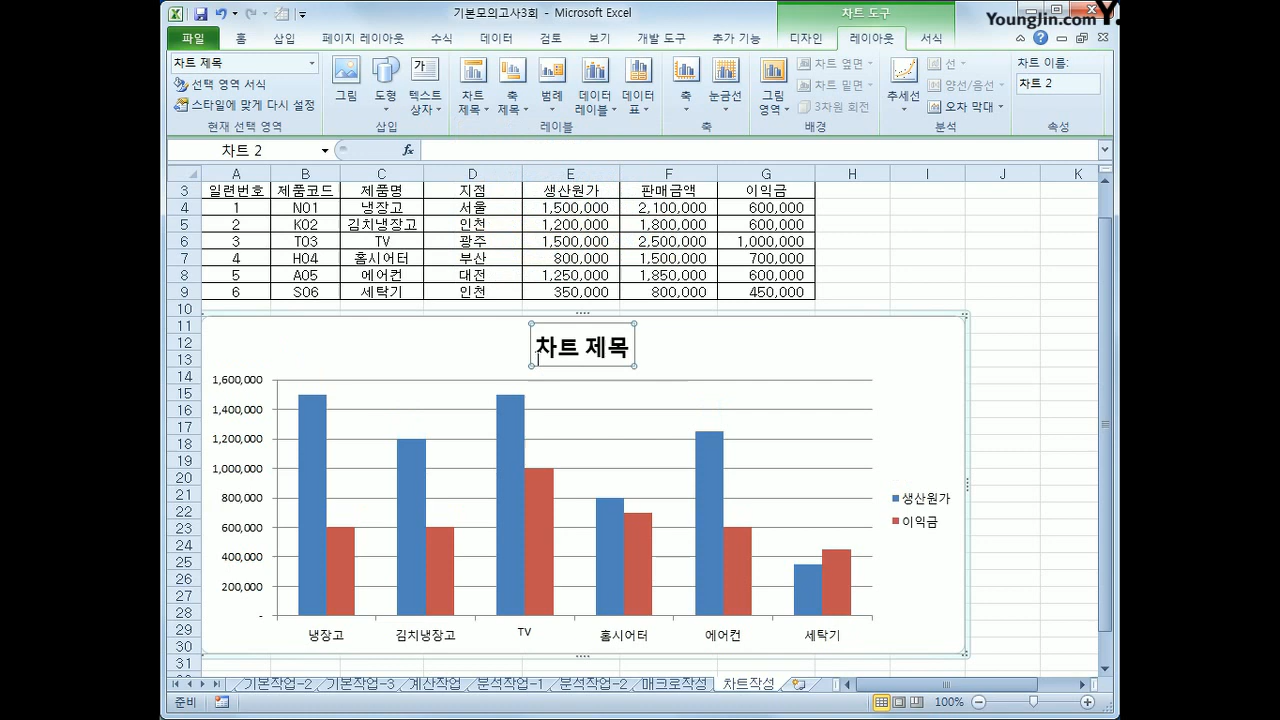 기본모의고사3회 - Microsoft Excel
차트 도구
YoungJin.com Y.
파일 홈 삽입 페이지 레이아웃 수식 데이터 검토 보기 개발 도구 추가 기능 디자인 레이아웃 서식
차트 제목
선택 영역 서식
스타일에 맞게 다시 설정
현재 선택 영역
그림 도형 텍스트 상자
삽입
차트 제목 축 제목 범례 데이터 레이블 데이터 표
레이블
축 눈금선
축
그림 영역
차트 옆면
차트 밑면
3차원 회전
배경
추세선
선
양선/음선
오차 막대
분석
차트 이름:
차트 2
속성
차트 2 fx
A B C D E F G H I J K
3 일련번호 제품코드 제품명 지점 생산원가 판매금액 이익금
4 1 N01 냉장고 서울 1,500,000 2,100,000 600,000
5 2 K02 김치냉장고 인천 1,200,000 1,800,000 600,000
6 3 T03 TV 광주 1,500,000 2,500,000 1,000,000
7 4 H04 홈시어터 부산 800,000 1,500,000 700,000
8 5 A05 에어컨 대전 1,250,000 1,850,000 600,000
9 6 S06 세탁기 인천 350,000 800,000 450,000
10
11
12
13
14
15
16
17
18
19
20
21
22
23
24
25
26
27
28
29
30
31
차트 제목
1,600,000
1,400,000
1,200,000
1,000,000
800,000
600,000
400,000
200,000
-
냉장고 김치냉장고 TV 홈시어터 에어컨 세탁기
생산원가
이익금
기본작업-2 기본작업-3 계산작업 분석작업-1 분석작업-2 매크로작성 차트작성
준비 100%